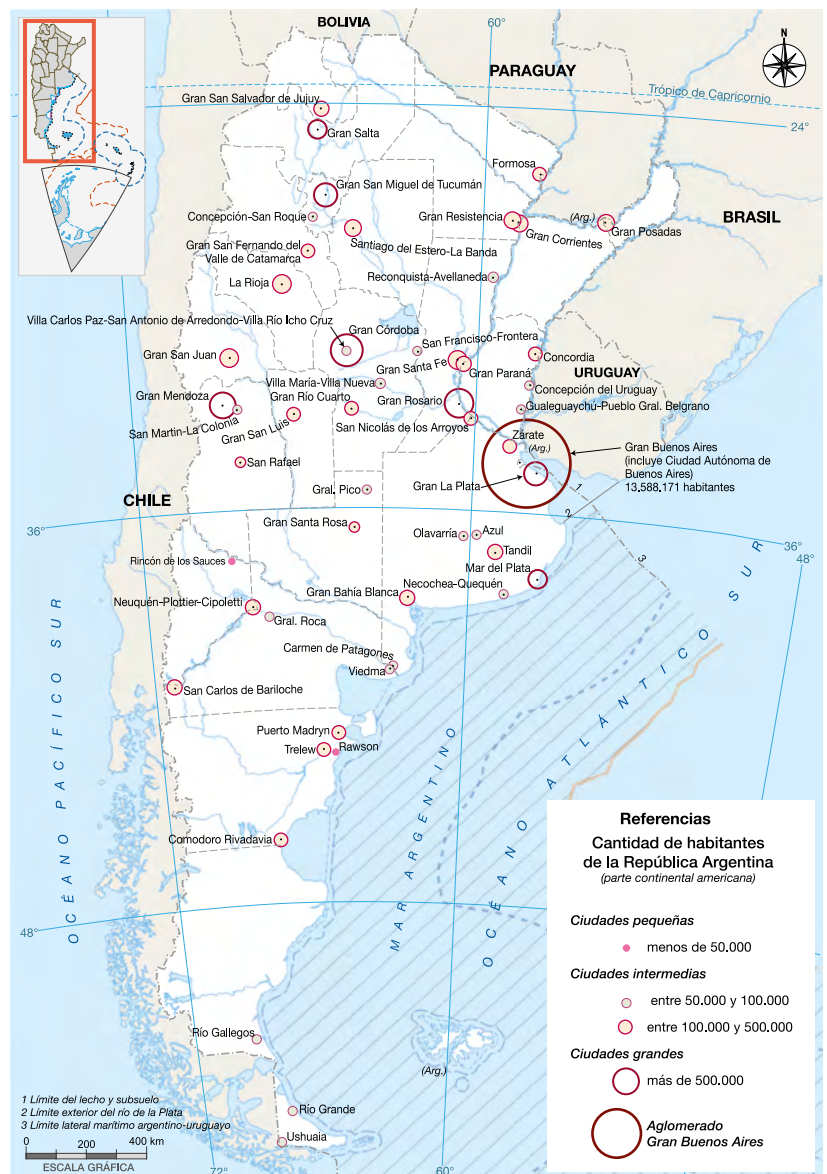 BOLIVIA
60°
PARAGUAY
Trópico de Capricornio
24°
Gran San Salvador de Jujuy
Gran Salta
Formosa
Gran San Miguel de Tucumán
BRASIL
Concepción-San Roque
Gran Resistencia
(Arg.)
Gran Posadas
Gran Corrientes
Santiago del Estero-La Banda
Gran San Fernando del
Valle de Catamarca
Reconquista-Avellaneda
La Rioja
Villa Carlos Paz-San Antonio de Arredondo-Villa Río Icho Cruz
Gran Córdoba
San Francisco-Frontera
Gran San Juan
Gran Santa Fe
Gran Paraná
Concordia
URUGUAY
Villa María-Villa Nueva
Concepción del Uruguay
Gran Mendoza
Gran Río Cuarto
Gran Rosario
Gualeguaychu-Pueblo Gral. Belgrano
San Martin-La Colonia
Gran San Luis
San Nicolás de los Arroyos
Zárate
(Arg.)
Gran Buenos Aires
(incluye Ciudad Autónoma de
Buenos Aires)
13,588,171 habitantes
San Rafael
Gran La Plata
1
CHILE
Gral. Pico
2
36°
Gran Santa Rosa
Olavarría
Azul
Tandil
3
36°
48°
Rincón de los Sauces
Mar del Plata
Necochea-Quequén
Gran Bahía Blanca
Neuquén-Plottier-Cipoletti
Gral. Roca
Carmen de Patagones
Viedma
San Carlos de Bariloche
Puerto Madryn
Trelew
Rawson
OCÉANO PACÍFICO SUR
MAR ARGENTINO
OCÉANO ATLÁNTICO SUR
Comodoro Rivadavia
48°
Río Gallegos
(Arg.)
Río Grande
Ushuaia
Referencias
Cantidad de habitantes
de la República Argentina
(parte continental americana)
Ciudades pequeñas
menos de 50.000
Ciudades intermedias
entre 50.000 y 100.000
entre 100.000 y 500.000
Ciudades grandes
más de 500.000
Aglomerado
Gran Buenos Aires
1 Límite del lecho y subsuelo
2 Límite exterior del río de la Plata
3 Límite lateral marítimo argentino-uruguayo
0 200 400 km
ESCALA GRÁFICA
72°
60°